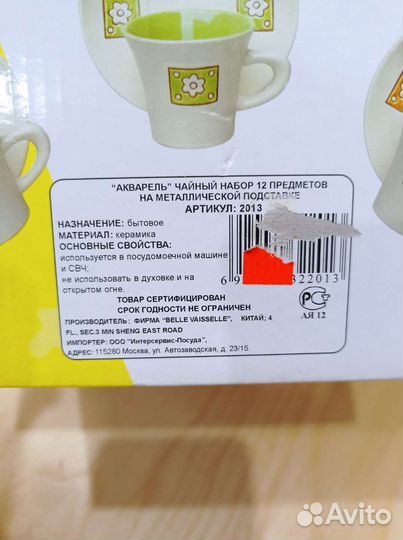 "АКВАРЕЛЬ" ЧАЙНЫЙ НАБОР 12 ПРЕДМЕТОВ
НА МЕТАЛЛИЧЕСКОЙ ПОДСТАВКЕ
АРТИКУЛ: 2013
НАЗНАЧЕНИЕ: бытовое
МАТЕРИАЛ: керамика
ОСНОВНЫЕ СВОЙСТВА:
используется в посудомоечной машине
и СВЧ;
не использовать в духовке и на
открытом огне.
6 9 322013
ТОВАР СЕРТИФИЦИРОВАН
СРОК ГОДНОСТИ НЕ ОГРАНИЧЕН
АЯ 12
ПРОИЗВОДИТЕЛЬ: ФИРМА "BELLE VAISSELLE", КИТАЙ; 4
FL., SEC.3 MIN SHENG EAST ROAD
ИМПОРТЕР: ООО "Интерсервис-Посуда",
АДРЕС: 115280 Москва, ул. Автозаводская, д. 23/15
Avito